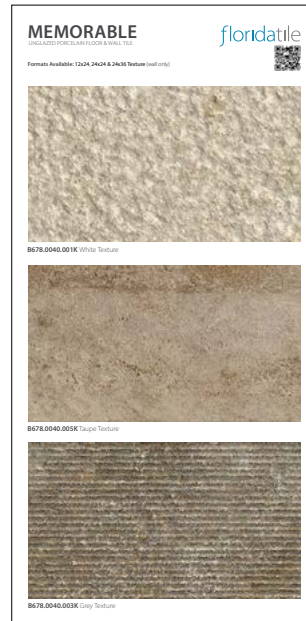 MEMORABLE
floridatile
UNGLAZED PORCELAIN FLOOR & WALL TILE
Formats Available: 12x24, 24x24 & 24x36 Texture (wall only)
B678.0040.001K White Texture
B678.0040.005K Taupe Texture
B678.0040.003K Grey Texture